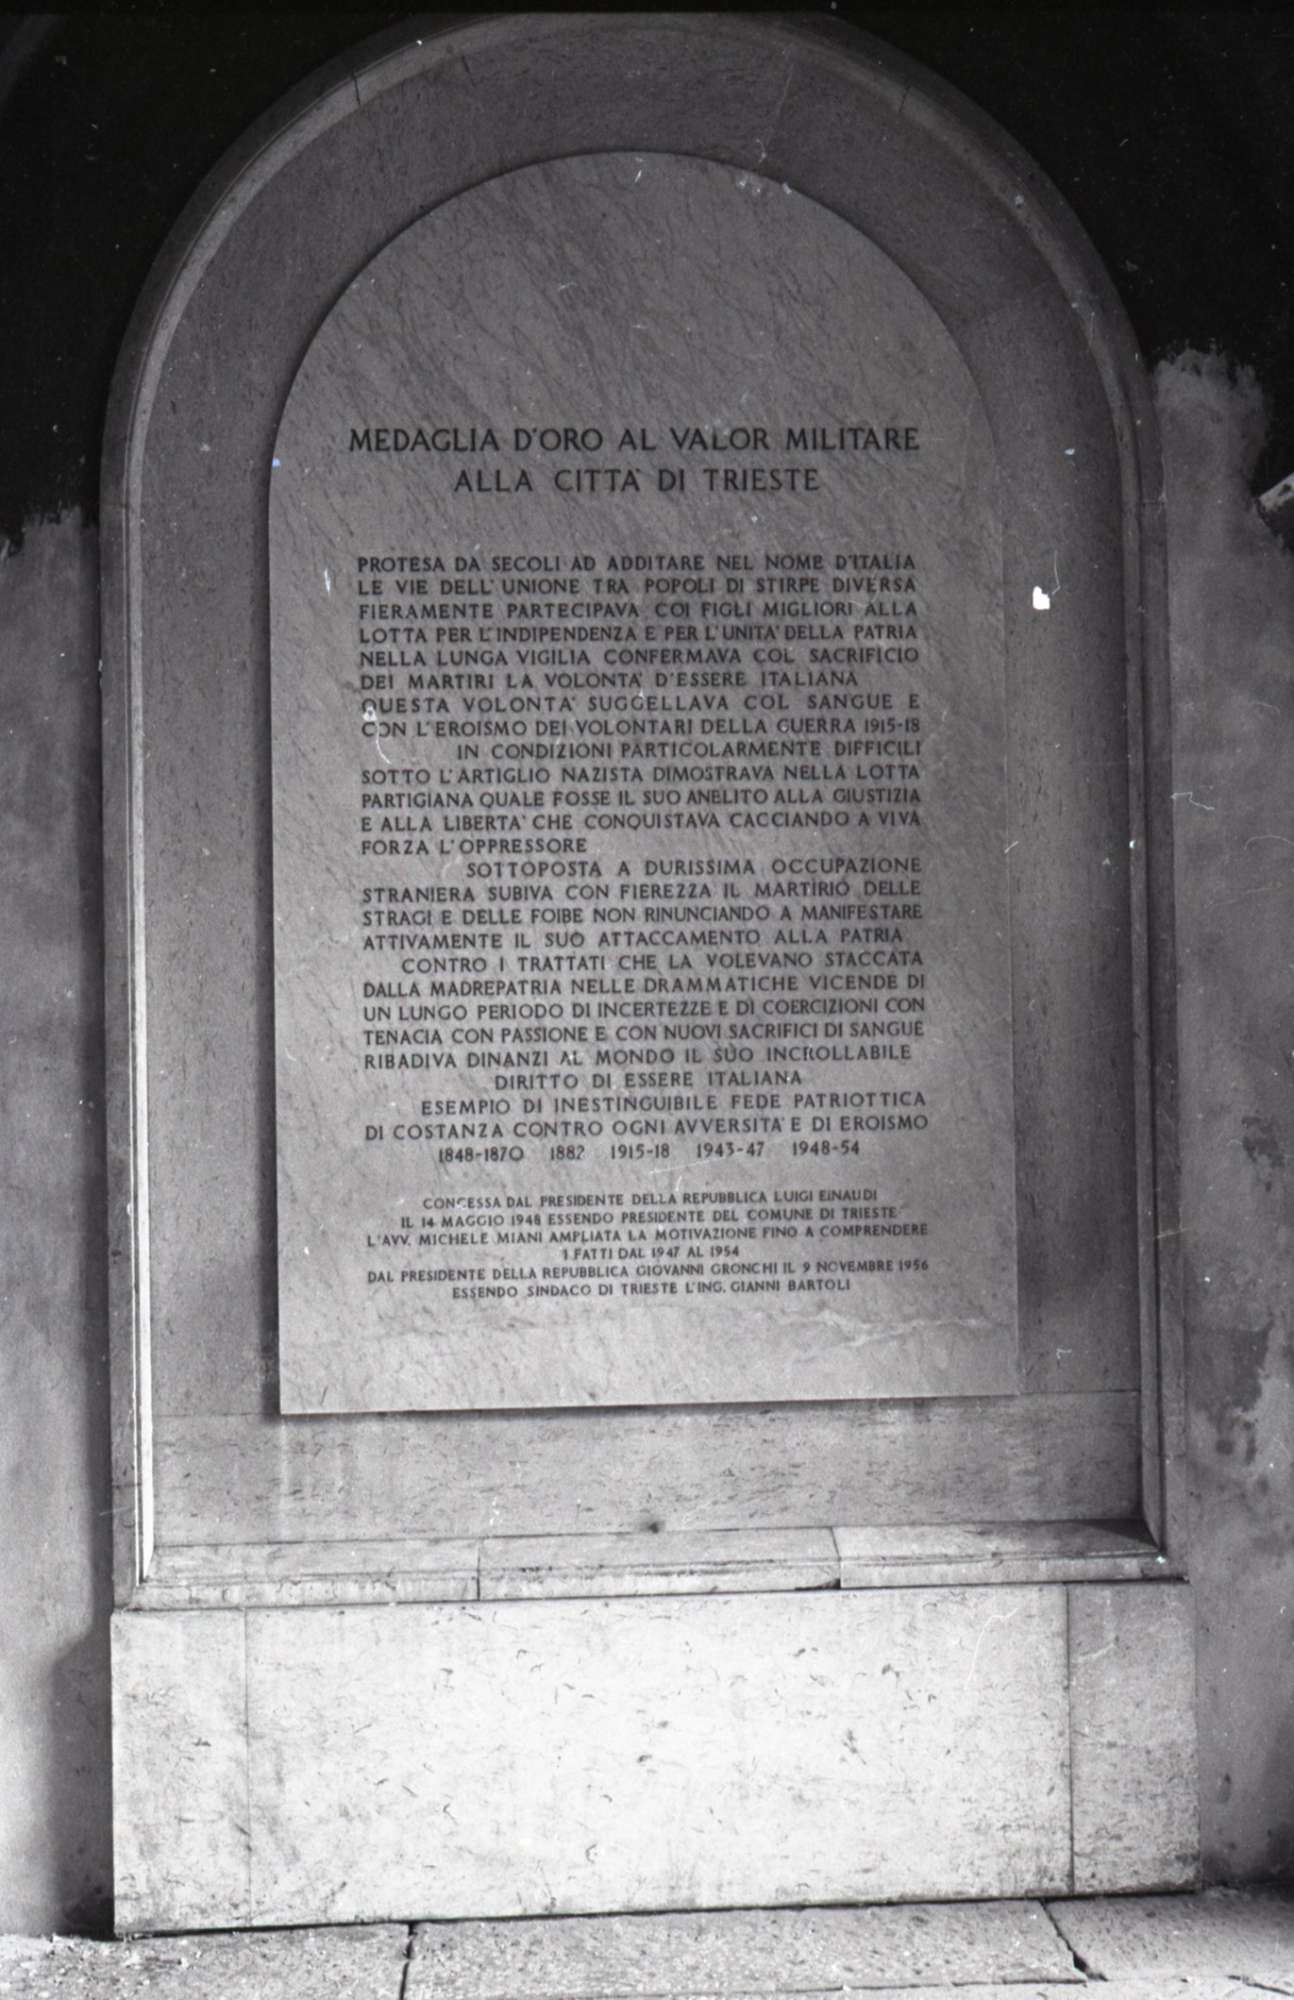 MEDAGLIA D'ORO AL VALOR MILITARE
ALLA CITTA' DI TRIESTE
PROTESA DA SECOLI AD ADDITARE NEL NOME D'ITALIA
LE VIE DELL'UNIONE TRA POPOLI DI STIRPE DIVERSA
FIERAMENTE PARTECIPAVA COI FIGLI MIGLIORI ALLA
LOTTA PER L'INDIPENDENZA E PER L'UNITA' DELLA PATRIA
NELLA LUNGA VIGILIA CONFERMAVA COL SACRIFICIO
DEI MARTIRI LA VOLONTA' D'ESSERE ITALIANA
QUESTA VOLONTA' SUGGELLAVA COL SANGUE E
CON L'EROISMO DEI VOLONTARI DELLA GUERRA 1915-18
IN CONDIZIONI PARTICOLARMENTE DIFFICILI
SOTTO L'ARTIGLIO NAZISTA DIMOSTRAVA NELLA LOTTA
PARTIGIANA QUALE FOSSE IL SUO ANELITO ALLA GIUSTIZIA
E ALLA LIBERTA' CHE CONQUISTAVA CACCIANDO A VIVA
FORZA L'OPPRESSORE
SOTTOPOSTA A DURISSIMA OCCUPAZIONE
STRANIERA SUBIVA CON FIEREZZA IL MARTIRIO DELLE
STRAGI E DELLE FOIBE NON RINUNCIANDO A MANIFESTARE
ATTIVAMENTE IL SUO ATTACCAMENTO ALLA PATRIA
CONTRO I TRATTATI CHE LA VOLEVANO STACCATA
DALLA MADREPATRIA NELLE DRAMMATICHE VICENDE DI
UN LUNGO PERIODO DI INCERTEZZE E DI COERCIZIONI CON
TENACIA CON PASSIONE E CON NUOVI SACRIFICI DI SANGUE
RIBADIVA DINANZI AL MONDO IL SUO INCROLLABILE
DIRITTO DI ESSERE ITALIANA
ESEMPIO DI INESTINGUIBILE FEDE PATRIOTTICA
DI COSTANZA CONTRO OGNI AVVERSITA' E DI EROISMO
1848-1870 1882 1915-18 1943-47 1948-54
CONCESSA DAL PRESIDENTE DELLA REPUBBLICA LUIGI EINAUDI
IL 14 MAGGIO 1948 ESSENDO PRESIDENTE DEL COMUNE DI TRIESTE
L'AVV. MICHELE MIANI AMPLIATA LA MOTIVAZIONE FINO A COMPRENDERE
I FATTI DAL 1947 AL 1954
DAL PRESIDENTE DELLA REPUBBLICA GIOVANNI GRONCHI IL 9 NOVEMBRE 1956
ESSENDO SINDACO DI TRIESTE L'ING. GIANNI BARTOLI